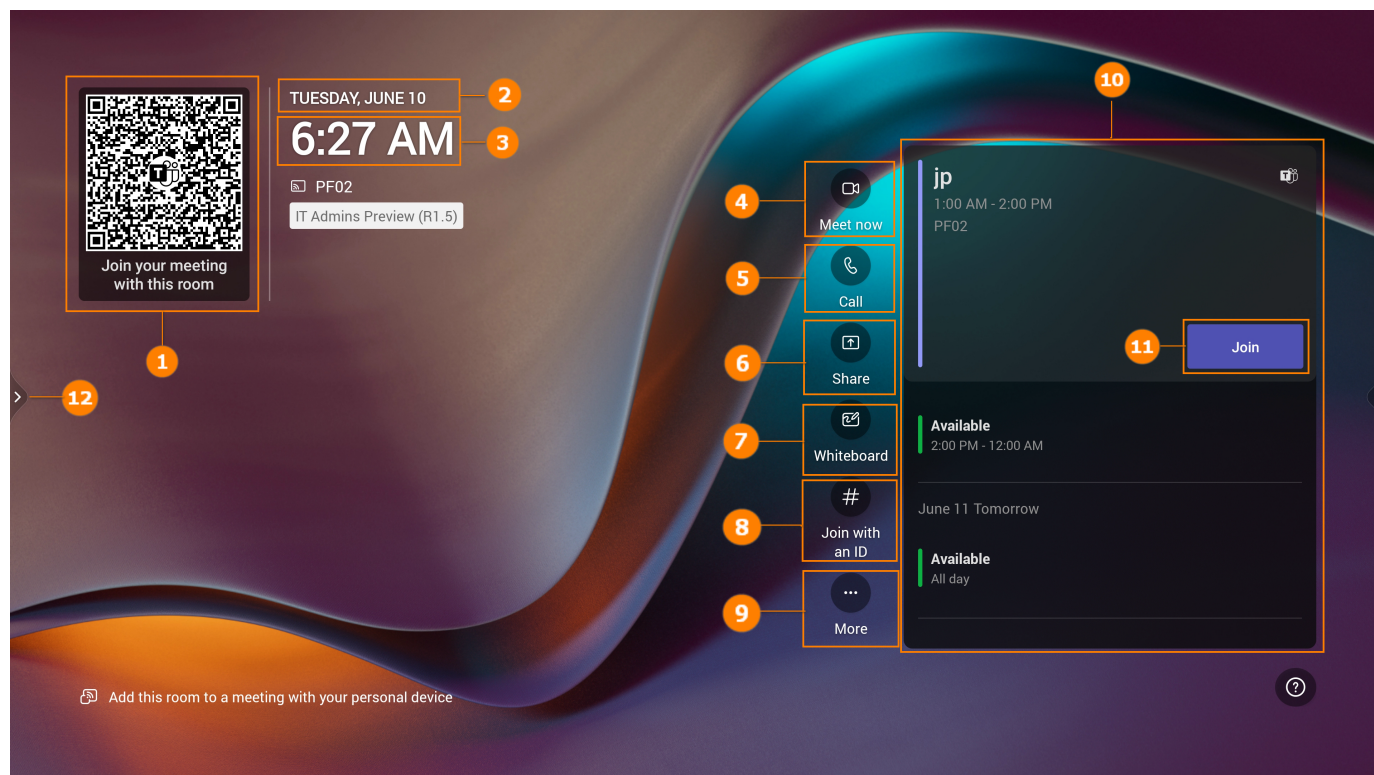 Join your meeting
with this room
1
TUESDAY, JUNE 10
2
6:27 AM
3
PF02
IT Admins Preview (R1.5)
12
Add this room to a meeting with your personal device
4
Meet now
5
Call
6
Share
7
Whiteboard
8
#
Join with
an ID
9
More
10
jp
1:00 AM - 2:00 PM
PF02
11
Join
Available
2:00 PM - 12:00 AM
June 11 Tomorrow
Available
All day
?